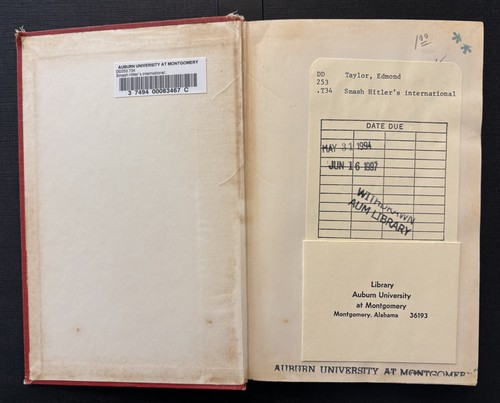 AUBURN UNIVERSITY AT MONTGOMERY
DD253.T34
Smash Hitler's international:
3 7494 00083467 C
1.00
DD Taylor, Edmond
253
.T34 Smash Hitler's international
DATE DUE
MAY 31 1994
JUN 16 1997
WITHDRAWN
AUM LIBRARY
Library
Auburn University
at Montgomery
Montgomery, Alabama 36193
AUBURN UNIVERSITY AT MONTGOMERY